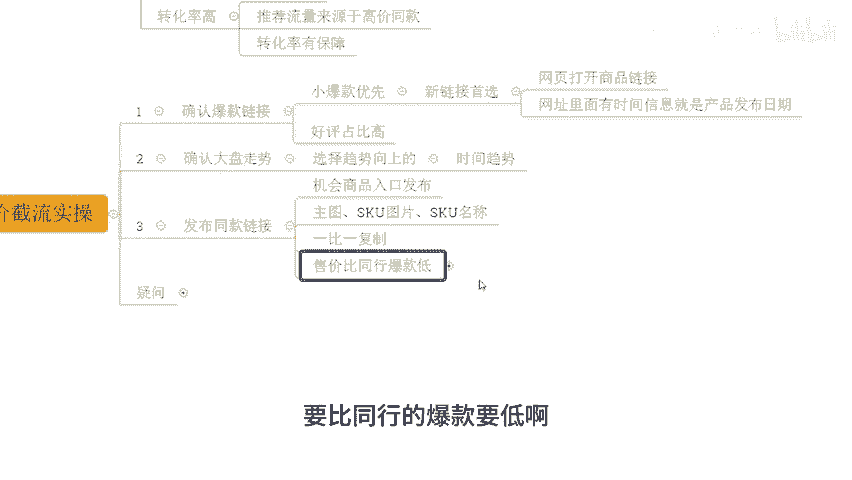 转化率高
推荐流量来源于高价同款
转化率有保障
1 确认爆款链接
小爆款优先
新链接首选
网页打开商品链接
网址里面有时间信息就是产品发布日期
好评占比高
2 确认大盘走势
选择趋势向上的
时间趋势
价截流实操
3 发布同款链接
机会商品入口发布
主图、SKU图片、SKU名称
一比一复制
售价比同行爆款低
疑问
要比同行的爆款要低啊